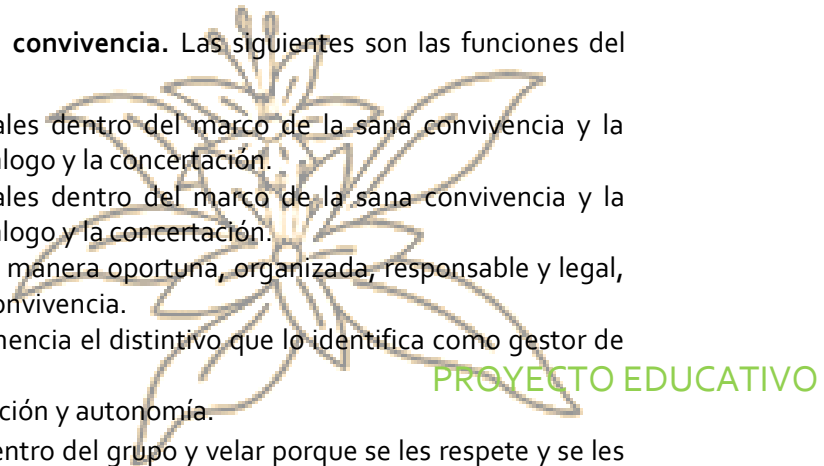 convivencia. Las siguientes son las funciones del
ales dentro del marco de la sana convivencia y la
logo y la concertación.
ales dentro del marco de la sana convivencia y la
logo y la concertación.
manera oportuna, organizada, responsable y legal,
onvivencia.
nencia el distintivo que lo identifica como gestor de
PROYECTO EDUCATIVO
ción y autonomía.
entro del grupo y velar porque se les respete y se les